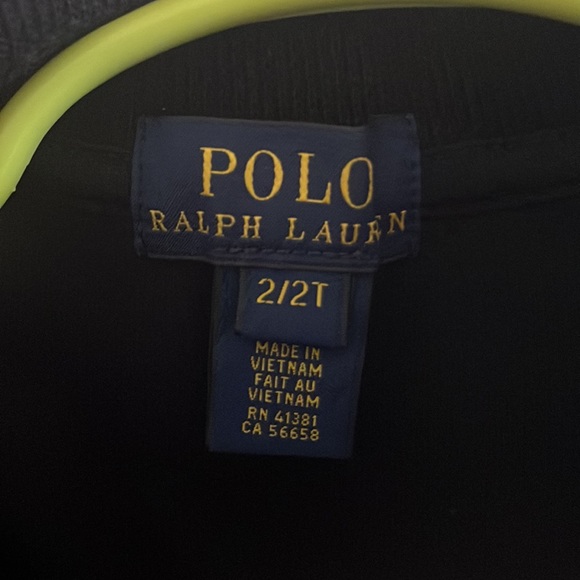 POLO
RALPH LAUREN
2/2T
MADE IN
VIETNAM
FAIT AU
VIETNAM
RN 41381
CA 56658